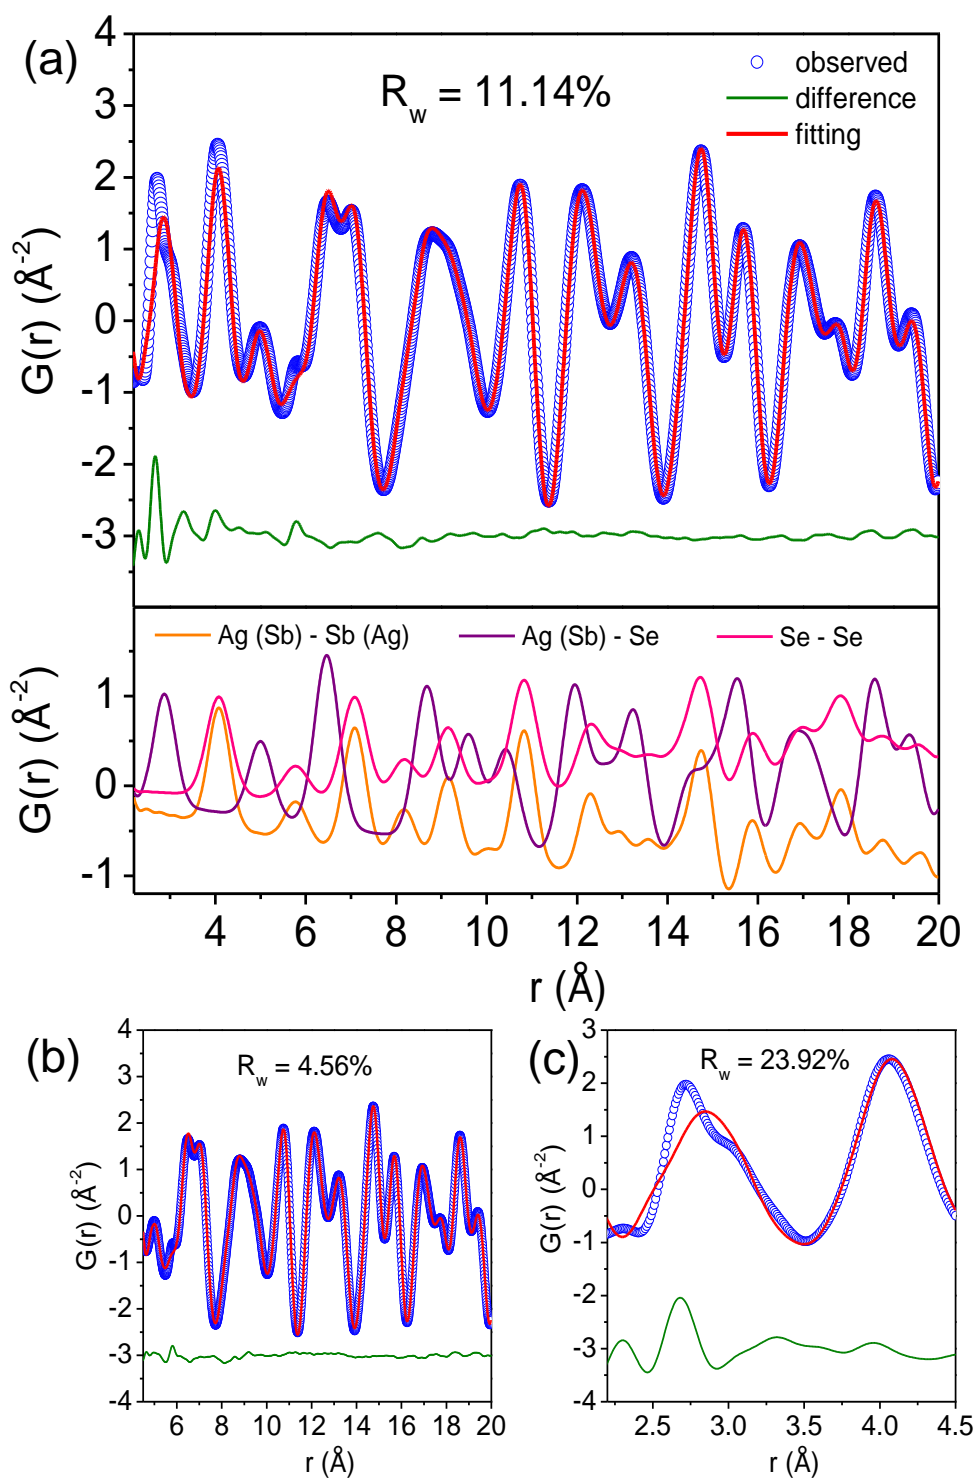 (a)
R_w = 11.14%
observed
difference
fitting
G(r) (Å^-2)
4
3
2
1
0
-1
-2
-3
Ag (Sb) - Sb (Ag)
Ag (Sb) - Se
Se - Se
G(r) (Å^-2)
1
0
-1
4 6 8 10 12 14 16 18 20
r (Å)
(b)
R_w = 4.56%
G(r) (Å^-2)
4
3
2
1
0
-1
-2
-3
-4
6 8 10 12 14 16 18 20
r (Å)
(c)
R_w = 23.92%
G(r) (Å^-2)
3
2
1
0
-1
-2
-3
-4
2.5 3.0 3.5 4.0 4.5
r (Å)